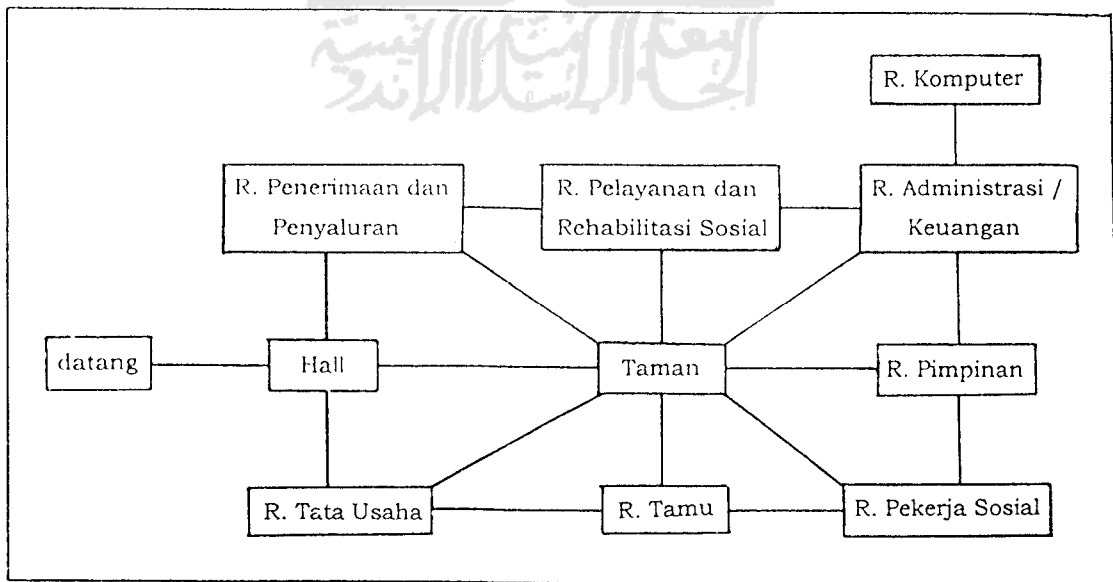 R. Komputer
R. Penerimaan dan
Penyaluran
R. Pelayanan dan
Rehabilitasi Sosial
R. Administrasi /
Keuangan
datang
Hall
Taman
R. Pimpinan
R. Tata Usaha
R. Tamu
R. Pekerja Sosial